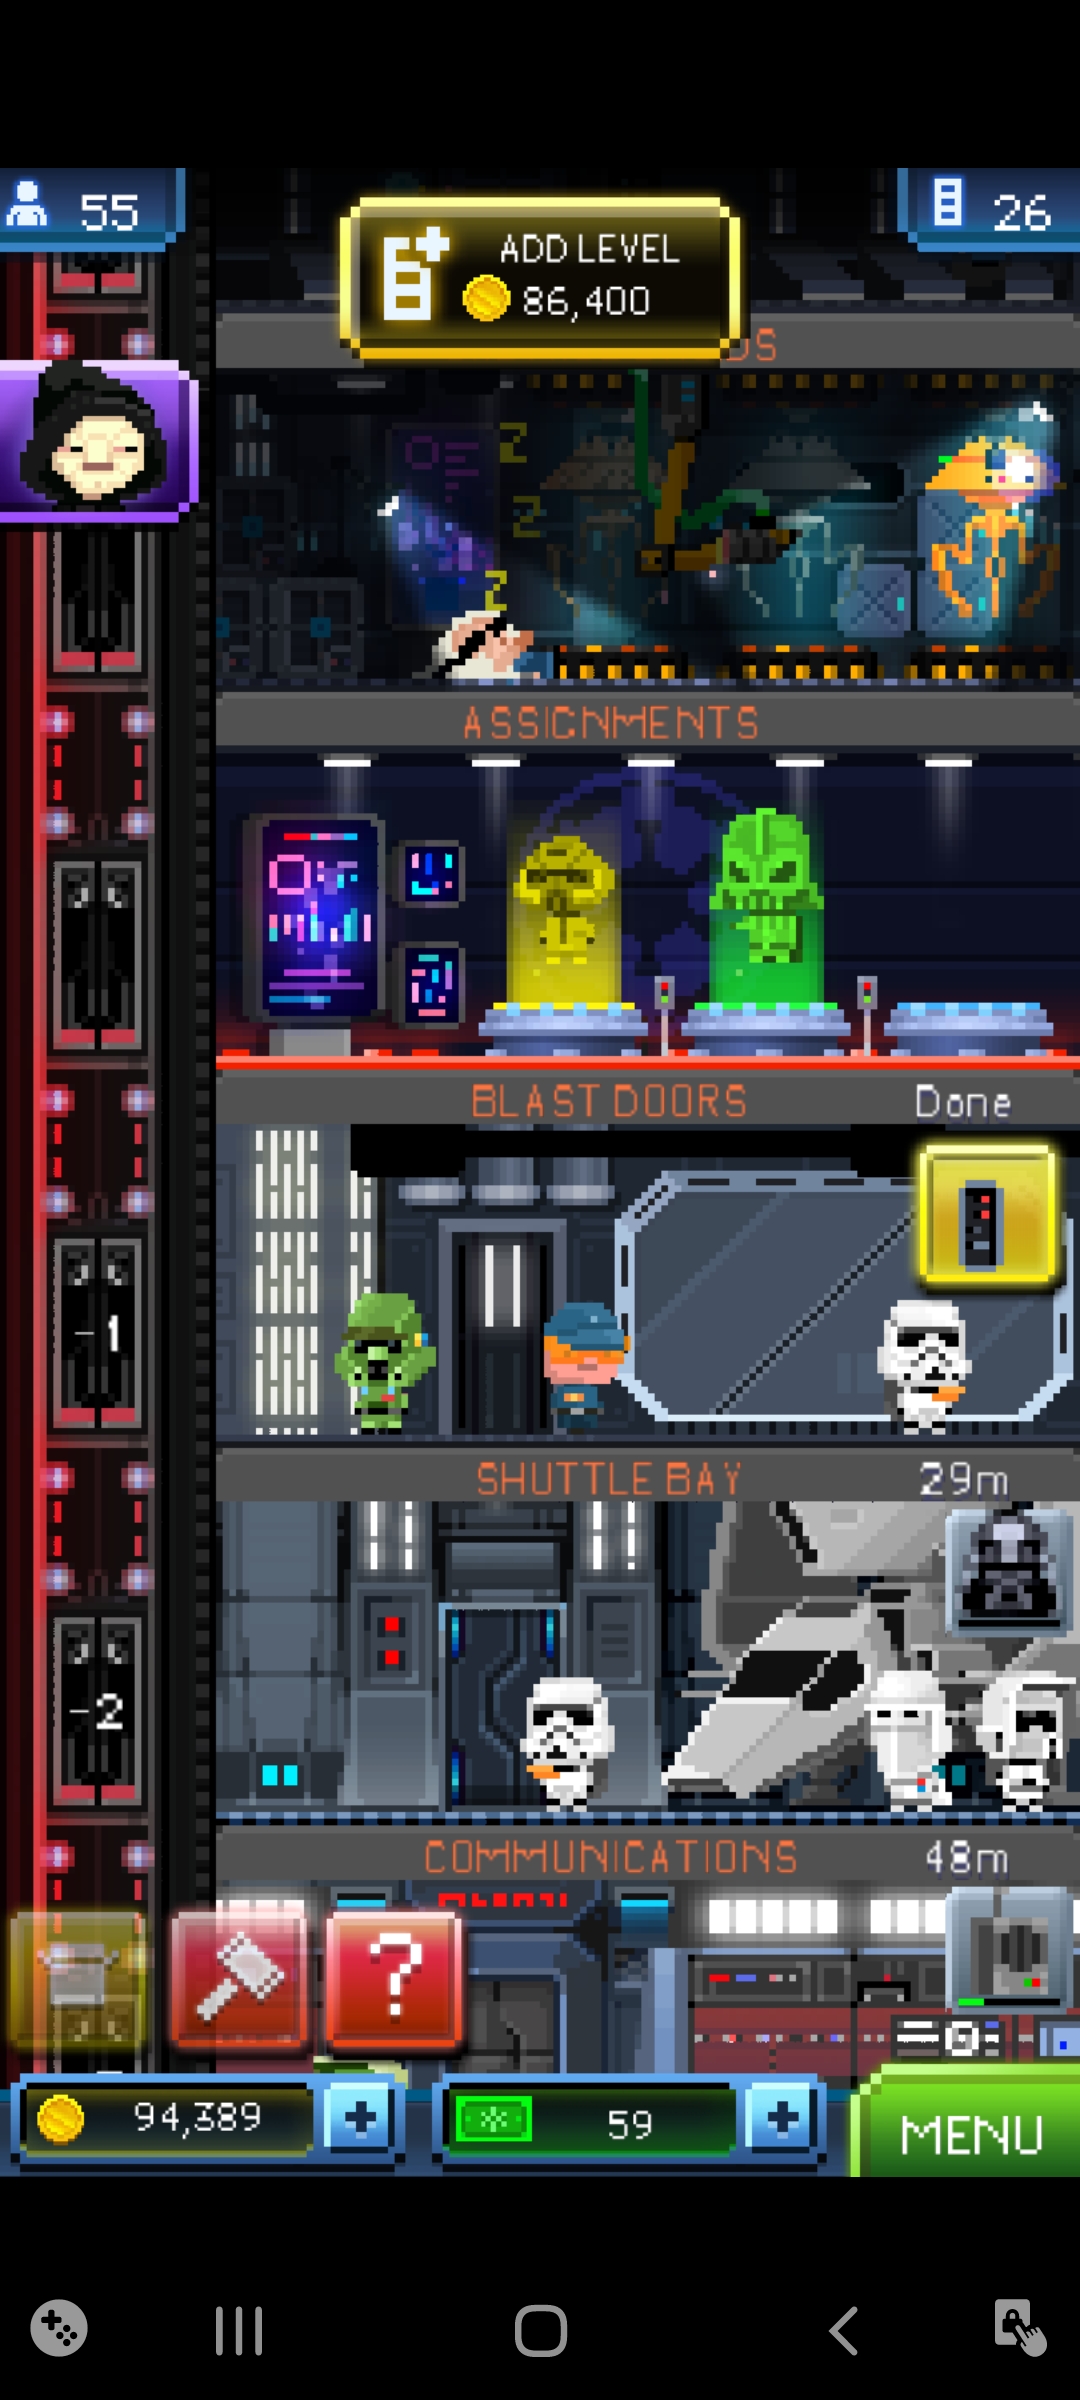 55
ADD LEVEL
86,400
26
DS
Z
Z
Z
ASSIGNMENTS
BLAST DOORS Done
-1
SHUTTLE BAY 29m
-2
COMMUNICATIONS 48m
?
94,389 +
59 +
MENU